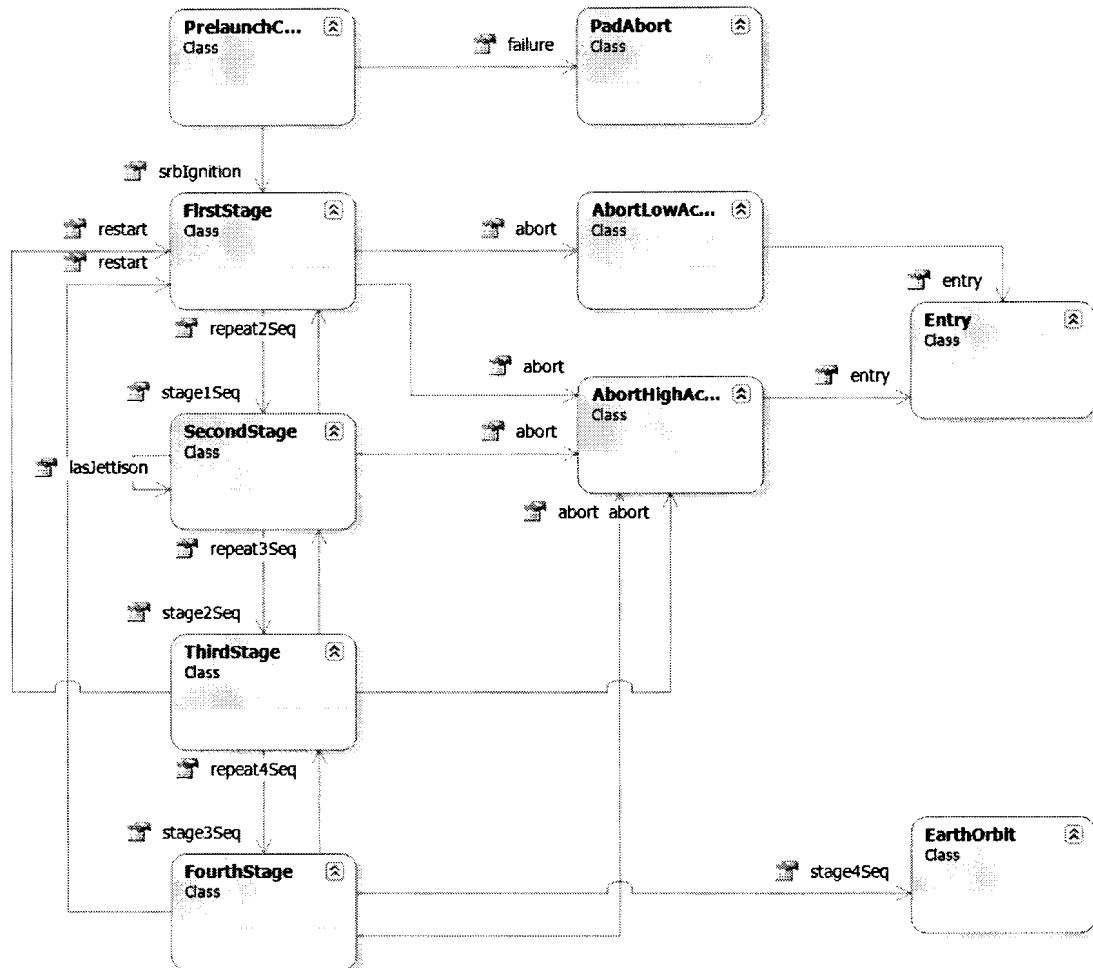 PrelaunchC...
Class
failure
PadAbort
Class
srbIgnition
FirstStage
Class
restart
restart
abort
AbortLowAc...
Class
entry
Entry
Class
repeat2Seq
abort
entry
stage1Seq
AbortHighAc...
Class
SecondStage
Class
abort
lasJettison
abort abort
repeat3Seq
stage2Seq
ThirdStage
Class
repeat4Seq
stage3Seq
FourthStage
Class
EarthOrbit
Class
stage4Seq